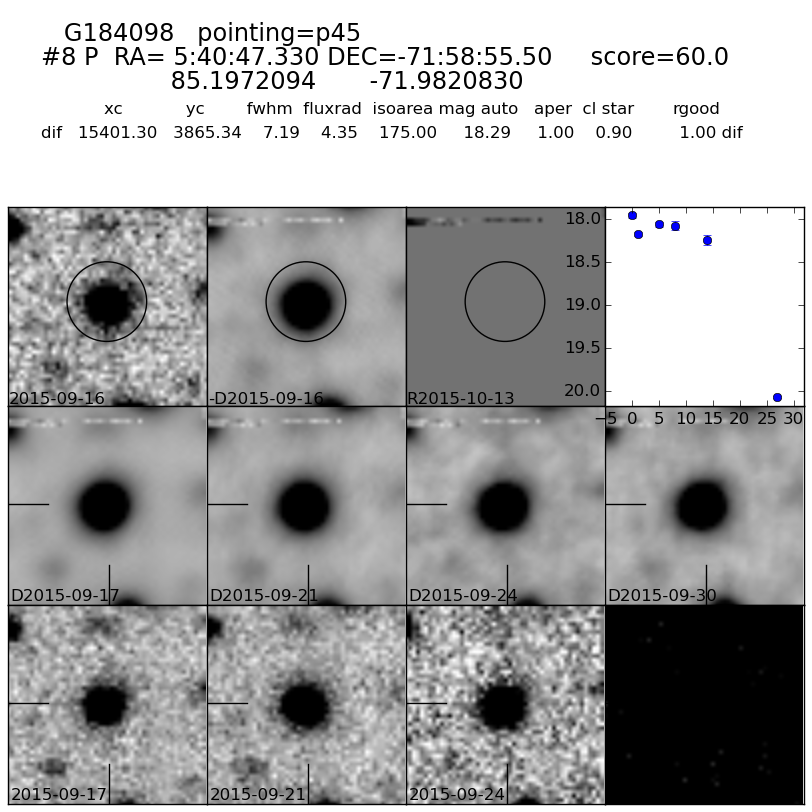 G184098 pointing=p45
#8 P RA= 5:40:47.330 DEC=-71:58:55.50 score=60.0
85.1972094 -71.9820830
xc yc fwhm fluxrad isoarea mag auto aper cl star rgood
dif 15401.30 3865.34 7.19 4.35 175.00 18.29 1.00 0.90 1.00 dif
18.0
18.5
19.0
19.5
20.0
2015-09-16 -D2015-09-16 R2015-10-13
−5 0 5 10 15 20 25 30
D2015-09-17 D2015-09-21 D2015-09-24 D2015-09-30
2015-09-17 2015-09-21 2015-09-24